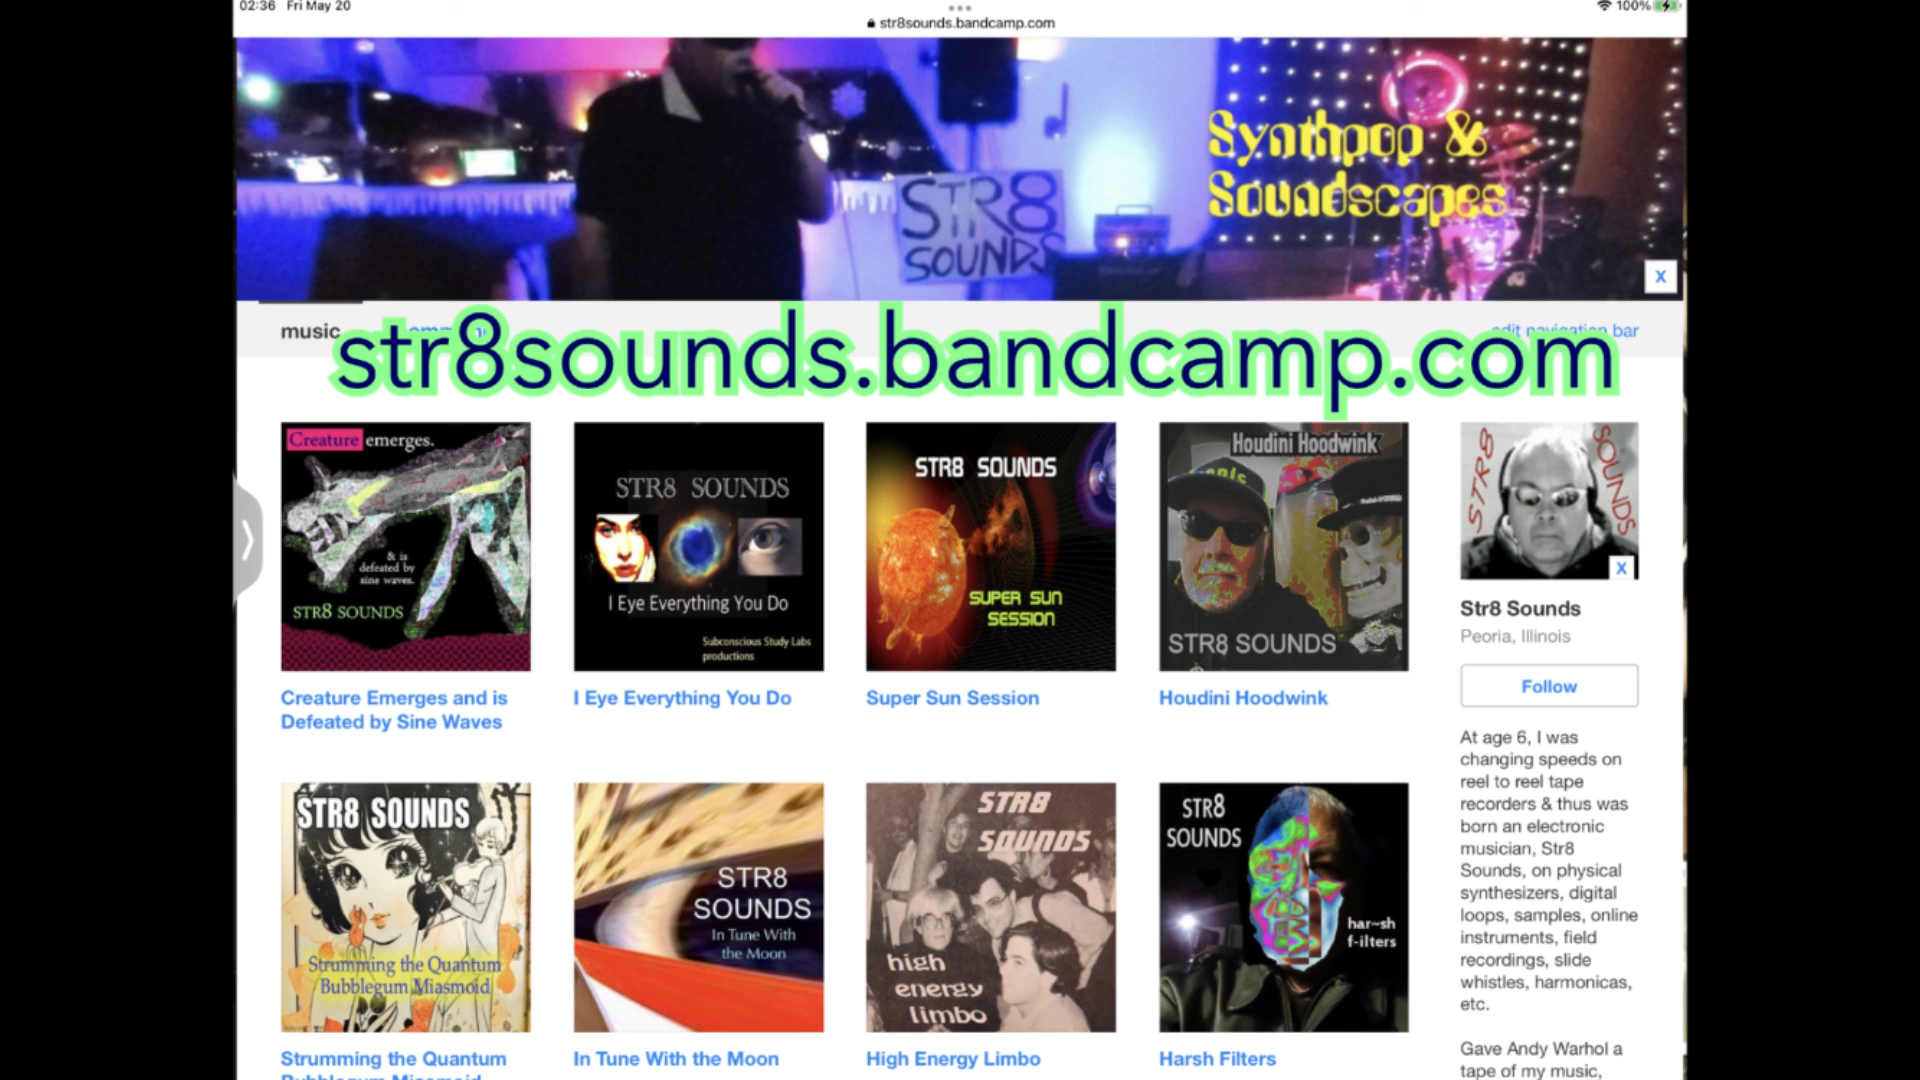 02:36 Fri May 20
100%
str8sounds.bandcamp.com
Synthpop &
Soundscapes
STR8
SOUNDS
X
music
edit navigation bar
str8sounds.bandcamp.com
Creature emerges.
& is
defeated by
sine waves.
STR8 SOUNDS
Creature Emerges and is
Defeated by Sine Waves
STR8 SOUNDS
I Eye Everything You Do
Subconscious Study Labs
productions
I Eye Everything You Do
STR8 SOUNDS
SUPER SUN
SESSION
Super Sun Session
Houdini Hoodwink
STR8 SOUNDS
Houdini Hoodwink
STR8 SOUNDS
X
Str8 Sounds
Peoria, Illinois
Follow
At age 6, I was
changing speeds on
reel to reel tape
recorders & thus was
born an electronic
musician, Str8
Sounds, on physical
synthesizers, digital
loops, samples, online
instruments, field
recordings, slide
whistles, harmonicas,
etc.
Gave Andy Warhol a
tape of my music,
STR8 SOUNDS
Strumming the Quantum
Bubblegum Miasmoid
Strumming the Quantum
Bubblegum Miasmoid
STR8
SOUNDS
In Tune With
the Moon
In Tune With the Moon
STR8
SOUNDS
high
energy
limbo
High Energy Limbo
STR8
SOUNDS
har~sh
f-ilters
Harsh Filters